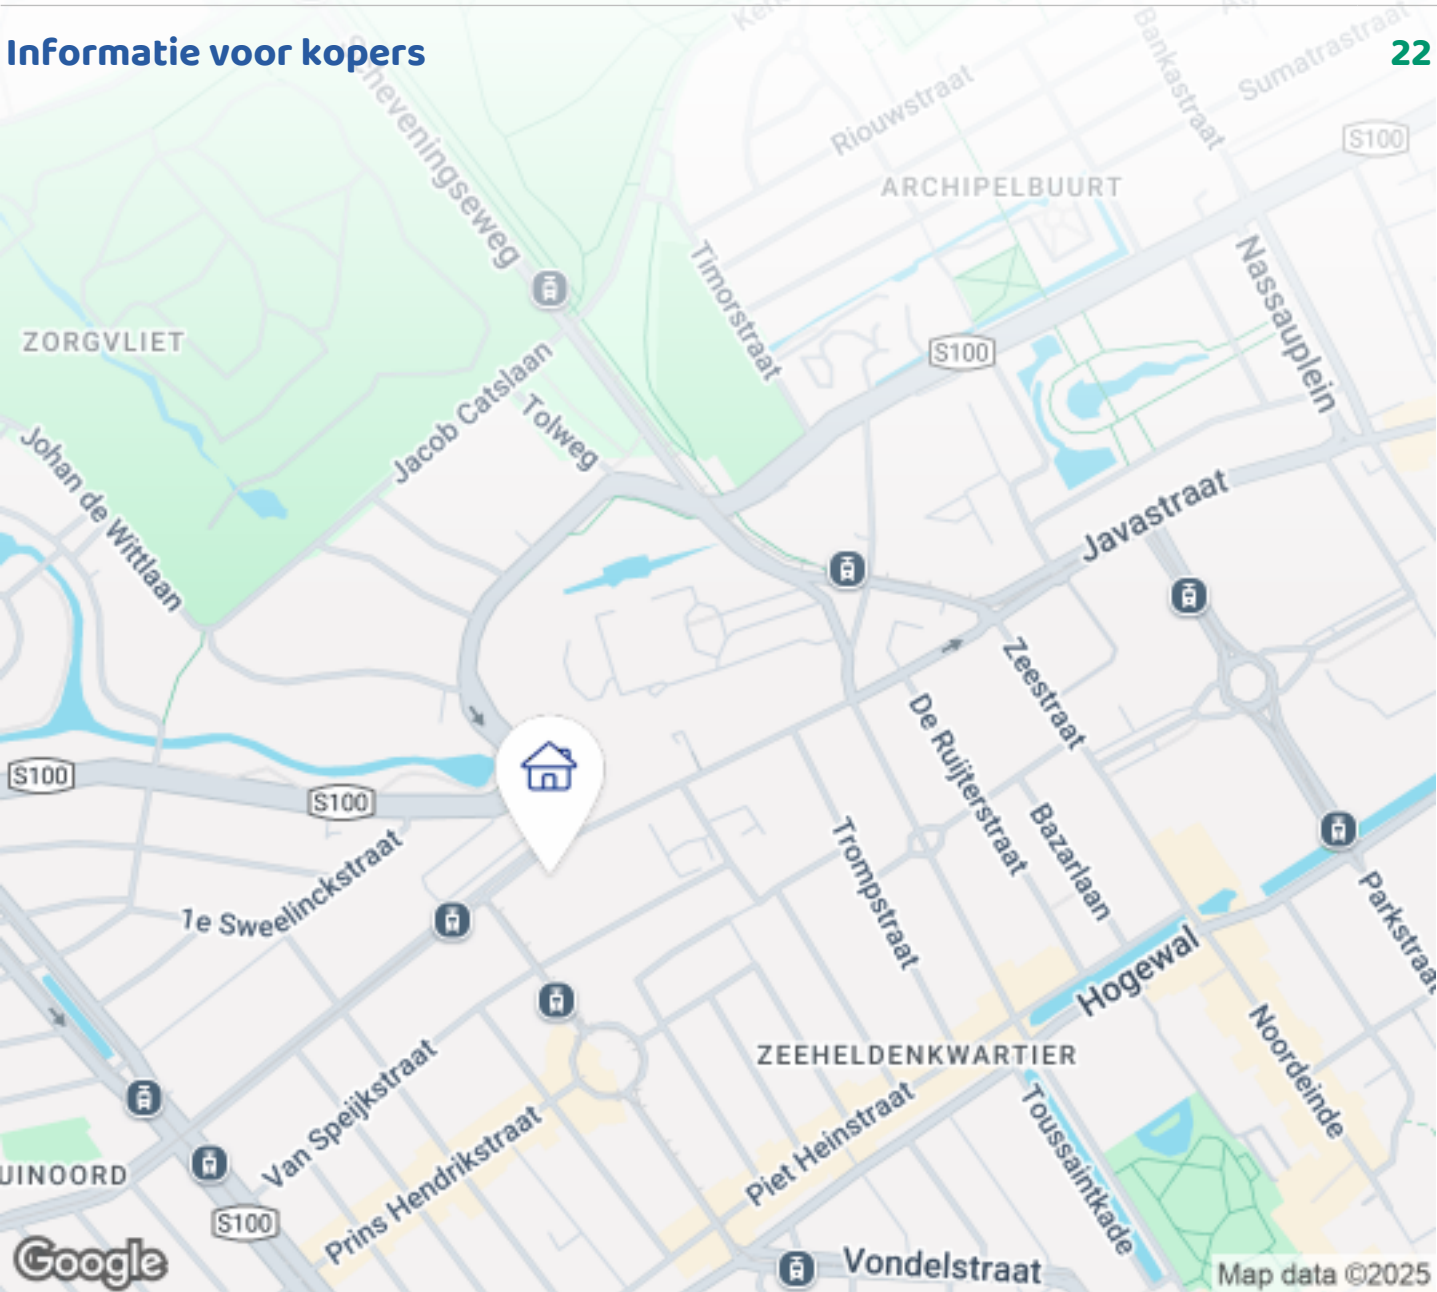 Informatie voor kopers
22
Scheveningseweg
Riouwstraat
Bankastraat
Sumatrastraat
S100
ARCHIPELBUURT
Timorstraat
Nassauplein
ZORGVLIET
S100
Jacob Catslaan
Tolweg
Johan de Wittlaan
Javastraat
Zeestraat
De Ruijterstraat
S100
S100
Bazarlaan
Trompstraat
1e Sweelinckstraat
Parkstraat
Hogewal
Noordeinde
ZEEHELDENKWARTIER
Van Speijkstraat
Prins Hendrikstraat
Piet Heinstraat
Toussaintkade
UINOORD
S100
Google
Vondelstraat
Map data ©2025